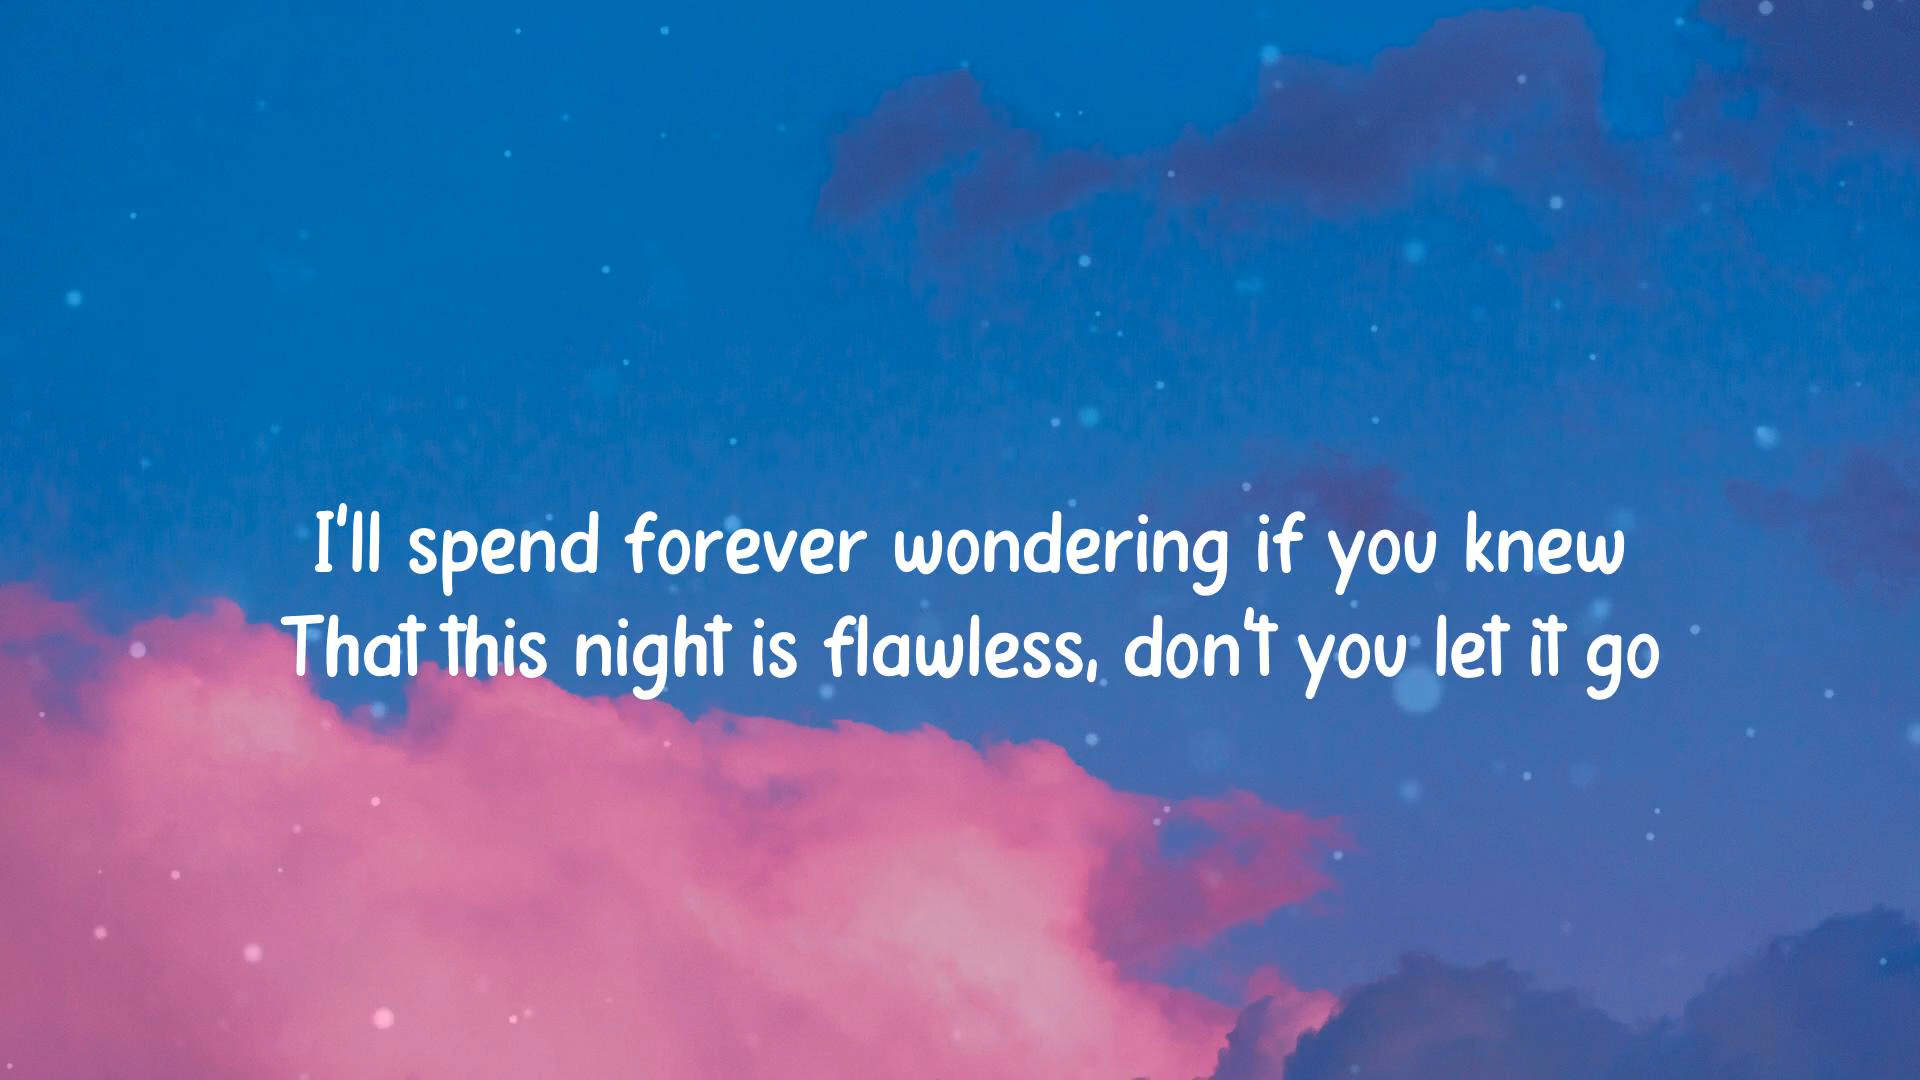 I'll spend forever wondering if you knew
That this night is flawless, don't you let it go